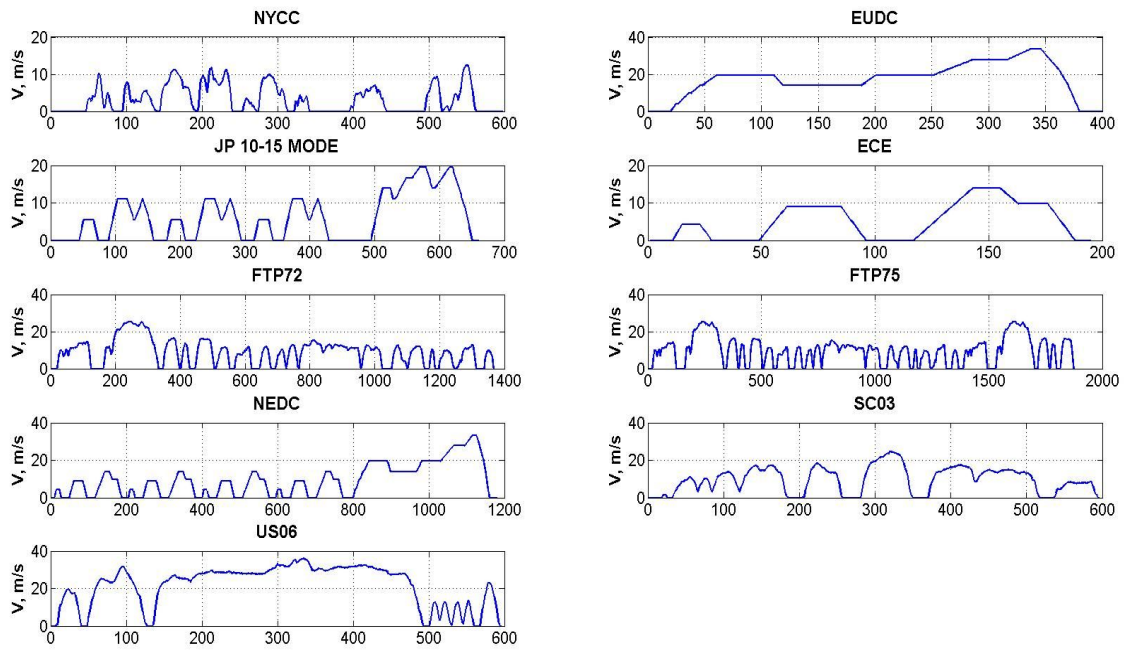 NYCC
V, m/s
20
10
0
0 100 200 300 400 500 600
EUDC
V, m/s
40
20
0
0 50 100 150 200 250 300 350 400
JP 10-15 MODE
V, m/s
20
10
0
0 100 200 300 400 500 600 700
ECE
V, m/s
20
10
0
0 50 100 150 200
FTP72
V, m/s
40
20
0
0 200 400 600 800 1000 1200 1400
FTP75
V, m/s
40
20
0
0 500 1000 1500 2000
NEDC
V, m/s
40
20
0
0 200 400 600 800 1000 1200
SC03
V, m/s
40
20
0
0 100 200 300 400 500 600
US06
V, m/s
40
20
0
0 100 200 300 400 500 600